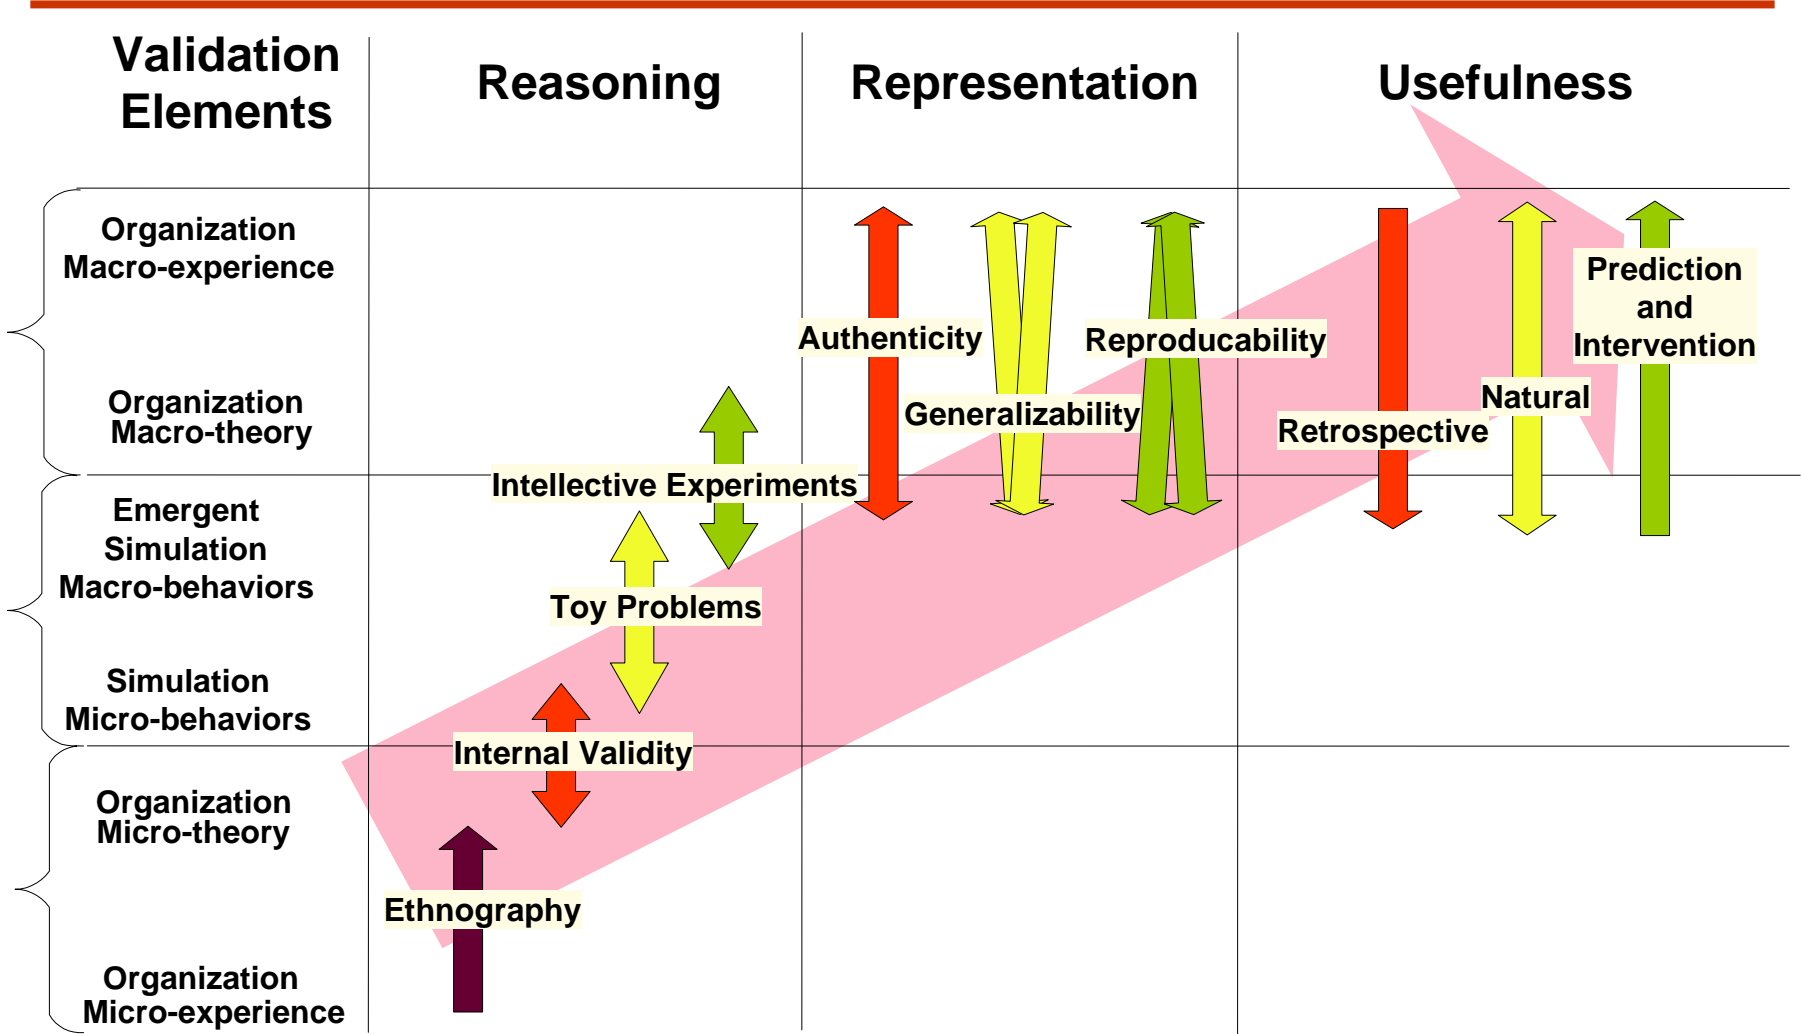 Validation
Elements
Reasoning
Representation
Usefulness
Organization
Macro-experience
Organization
Macro-theory
Emergent
Simulation
Macro-behaviors
Simulation
Micro-behaviors
Organization
Micro-theory
Organization
Micro-experience
Ethnography
Internal Validity
Toy Problems
Intellective Experiments
Authenticity
Generalizability
Reproducability
Retrospective
Natural
Prediction
and
Intervention